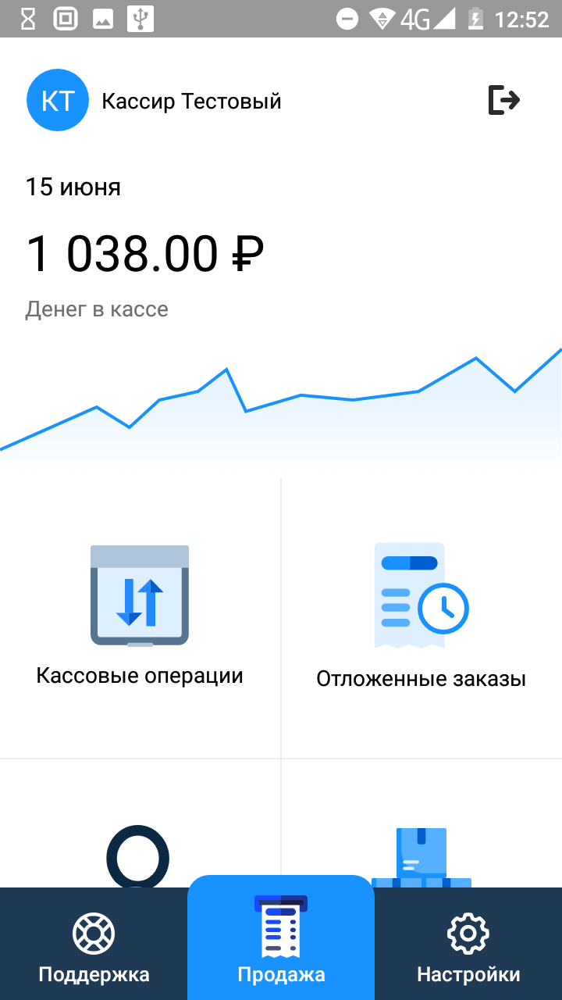 4G 12:52
КТ Кассир Тестовый
15 июня
1 038.00 ₽
Денег в кассе
Кассовые операции
Отложенные заказы
Поддержка
Продажа
Настройки